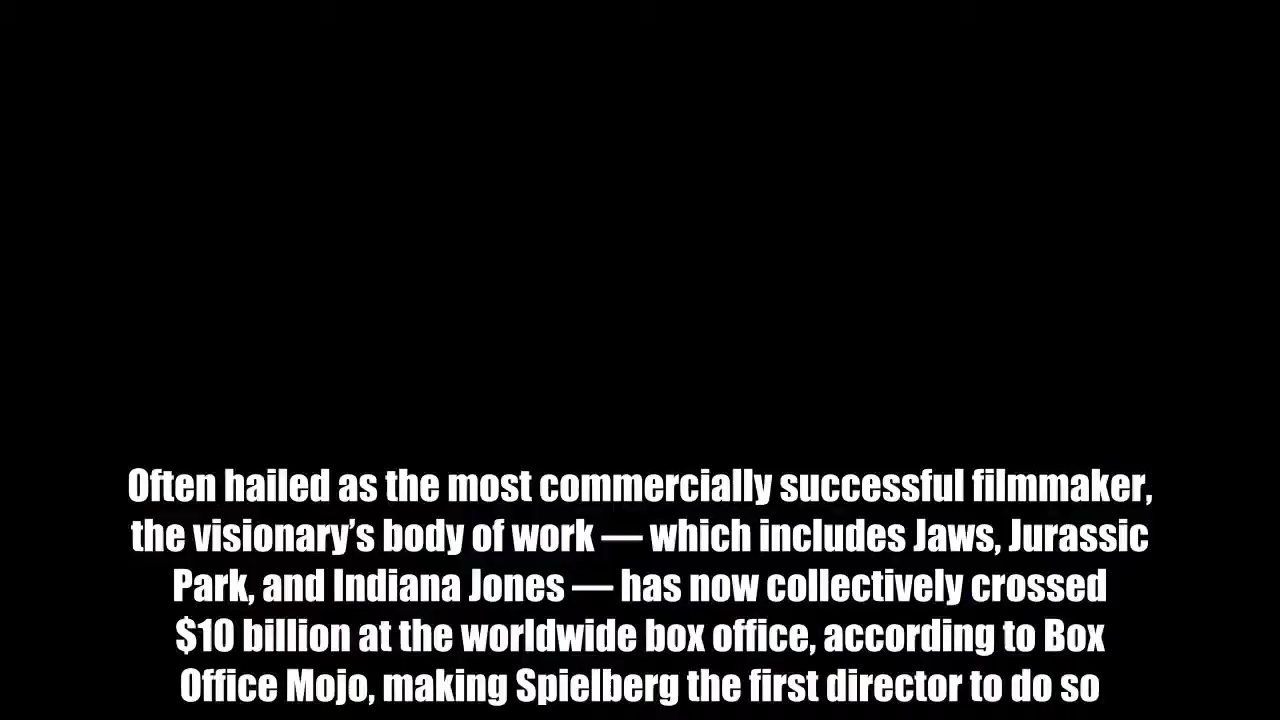 Often hailed as the most commercially successful filmmaker,
the visionary’s body of work — which includes Jaws, Jurassic
Park, and Indiana Jones — has now collectively crossed
$10 billion at the worldwide box office, according to Box
Office Mojo, making Spielberg the first director to do so